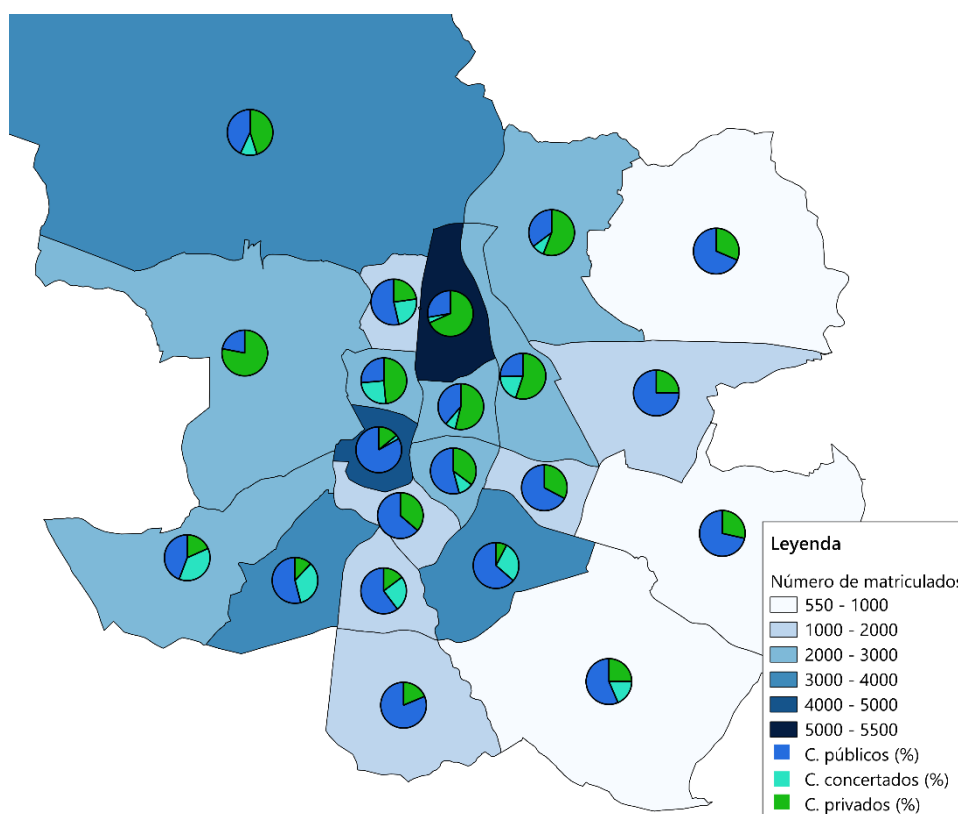 Leyenda
Número de matriculados
550 - 1000
1000 - 2000
2000 - 3000
3000 - 4000
4000 - 5000
5000 - 5500
C. públicos (%)
C. concertados (%)
C. privados (%)